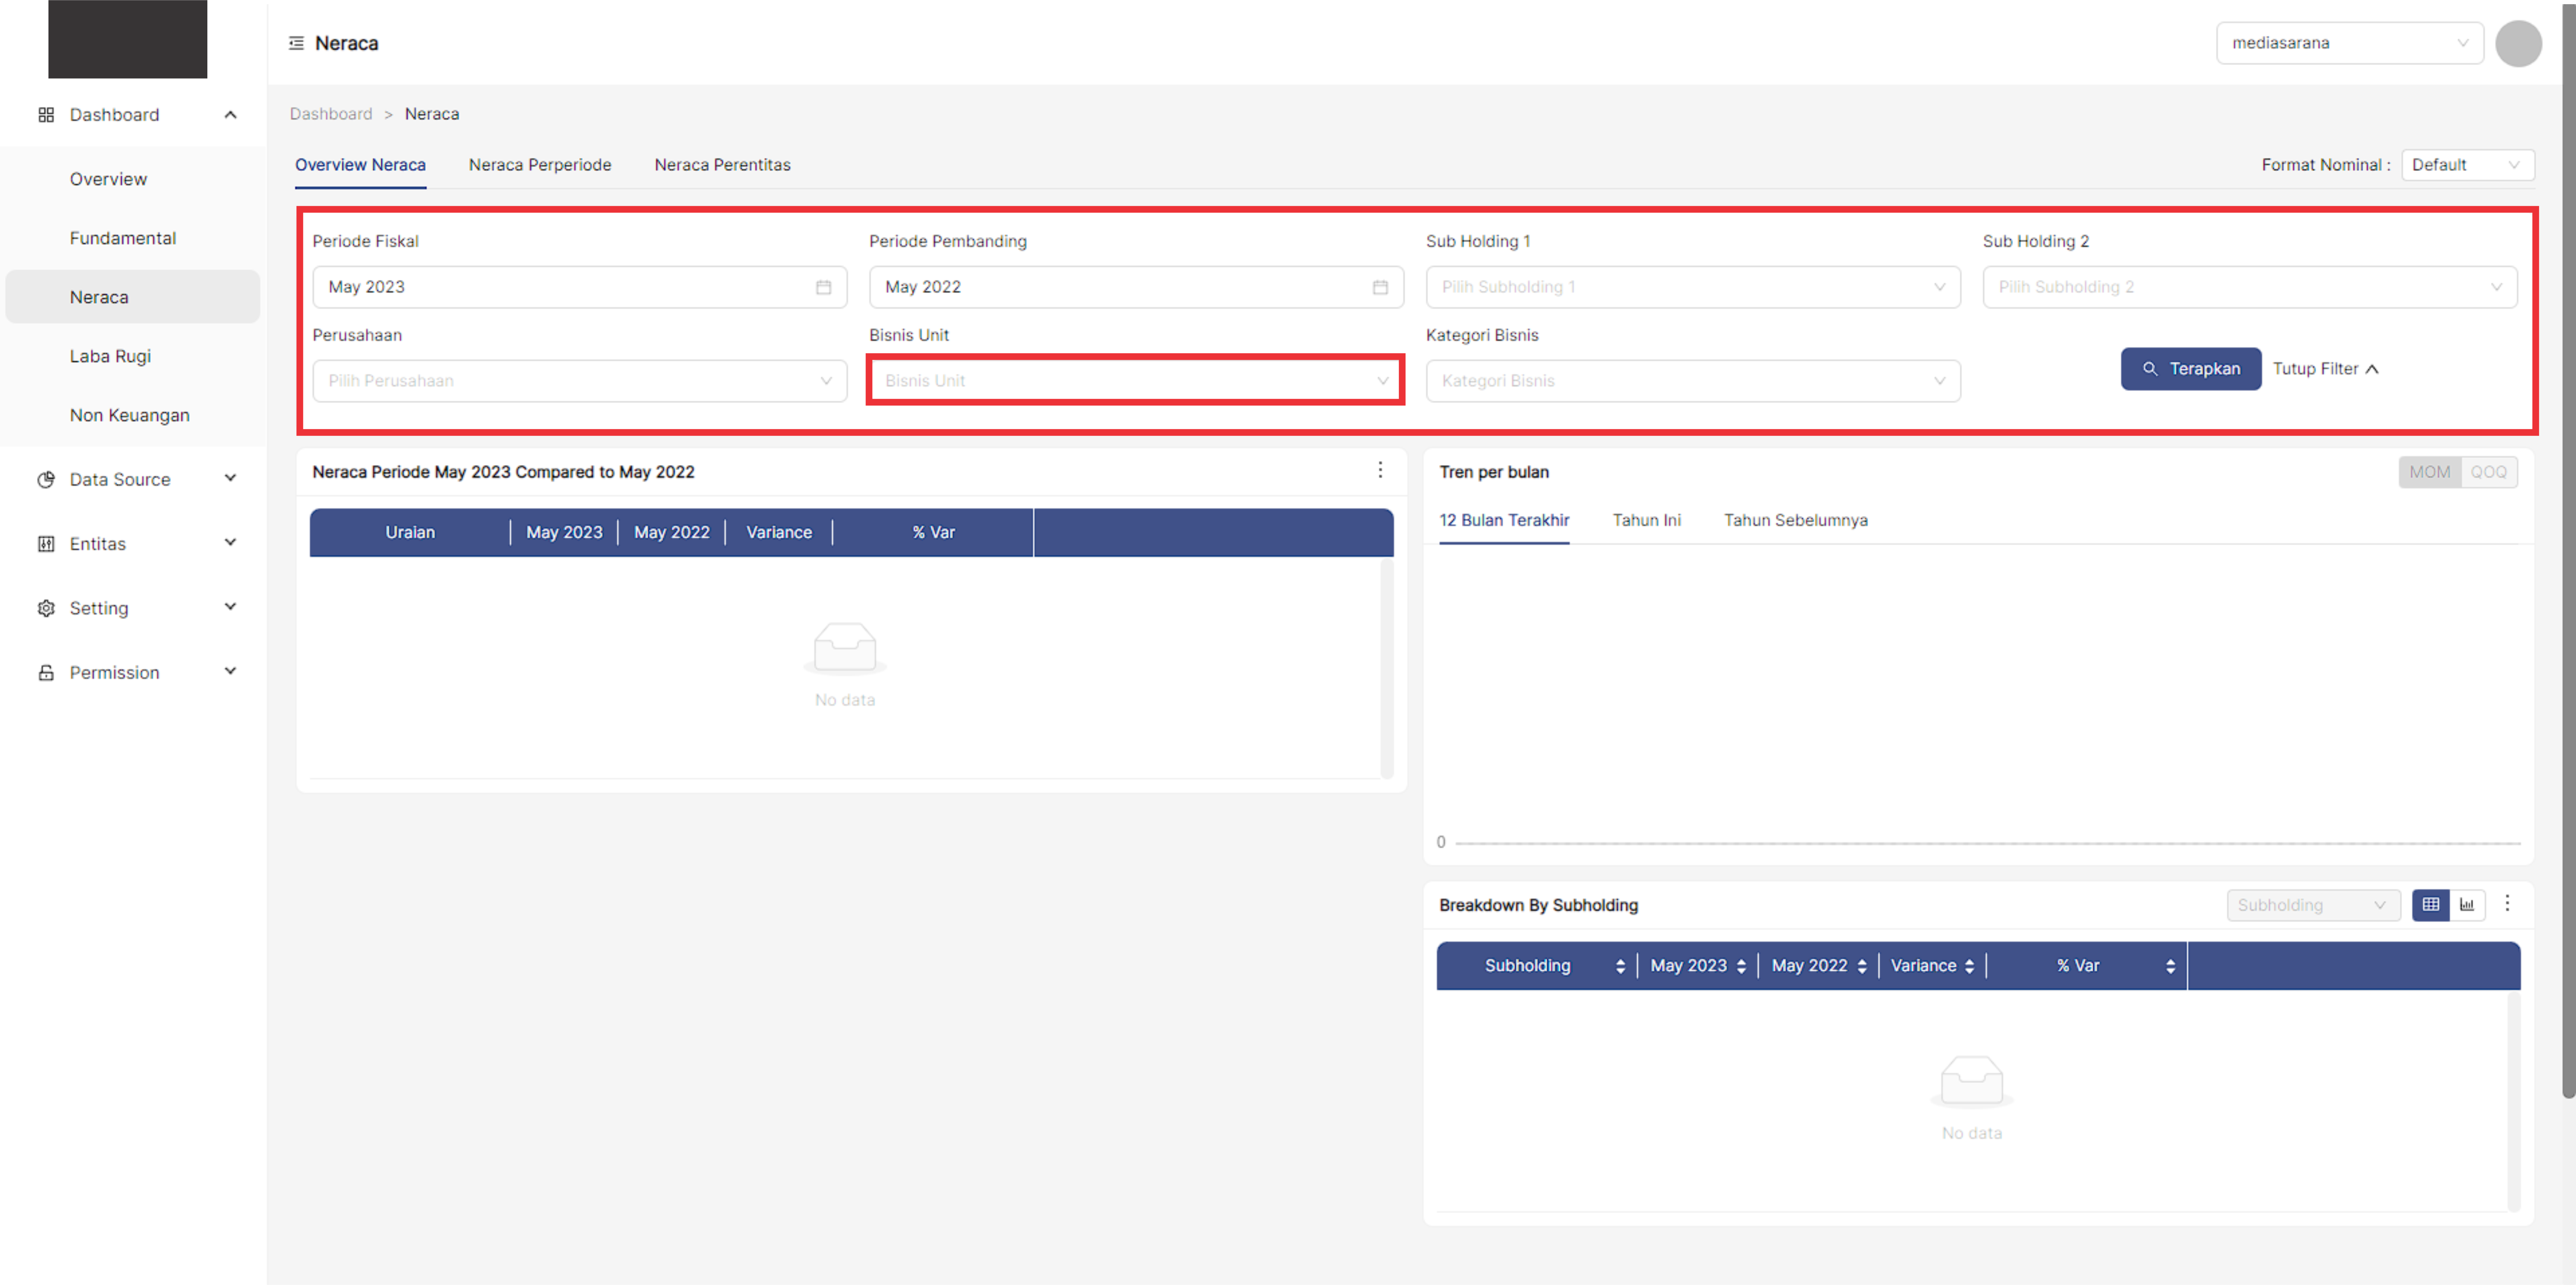 Neraca
mediasarana
Dashboard
Overview
Fundamental
Neraca
Laba Rugi
Non Keuangan
Data Source
Entitas
Setting
Permission
Dashboard > Neraca
Overview Neraca Neraca Perperiode Neraca Perentitas Format Nominal : Default
Periode Fiskal Periode Pembanding Sub Holding 1 Sub Holding 2
May 2023 May 2022 Pilih Subholding 1 Pilih Subholding 2
Perusahaan Bisnis Unit Kategori Bisnis
Pilih Perusahaan Bisnis Unit Kategori Bisnis Terapkan Tutup Filter
Neraca Periode May 2023 Compared to May 2022
Uraian May 2023 May 2022 Variance % Var
No data
Tren per bulan MOM QOQ
12 Bulan Terakhir Tahun Ini Tahun Sebelumnya
0
Breakdown By Subholding Subholding
Subholding May 2023 May 2022 Variance % Var
No data